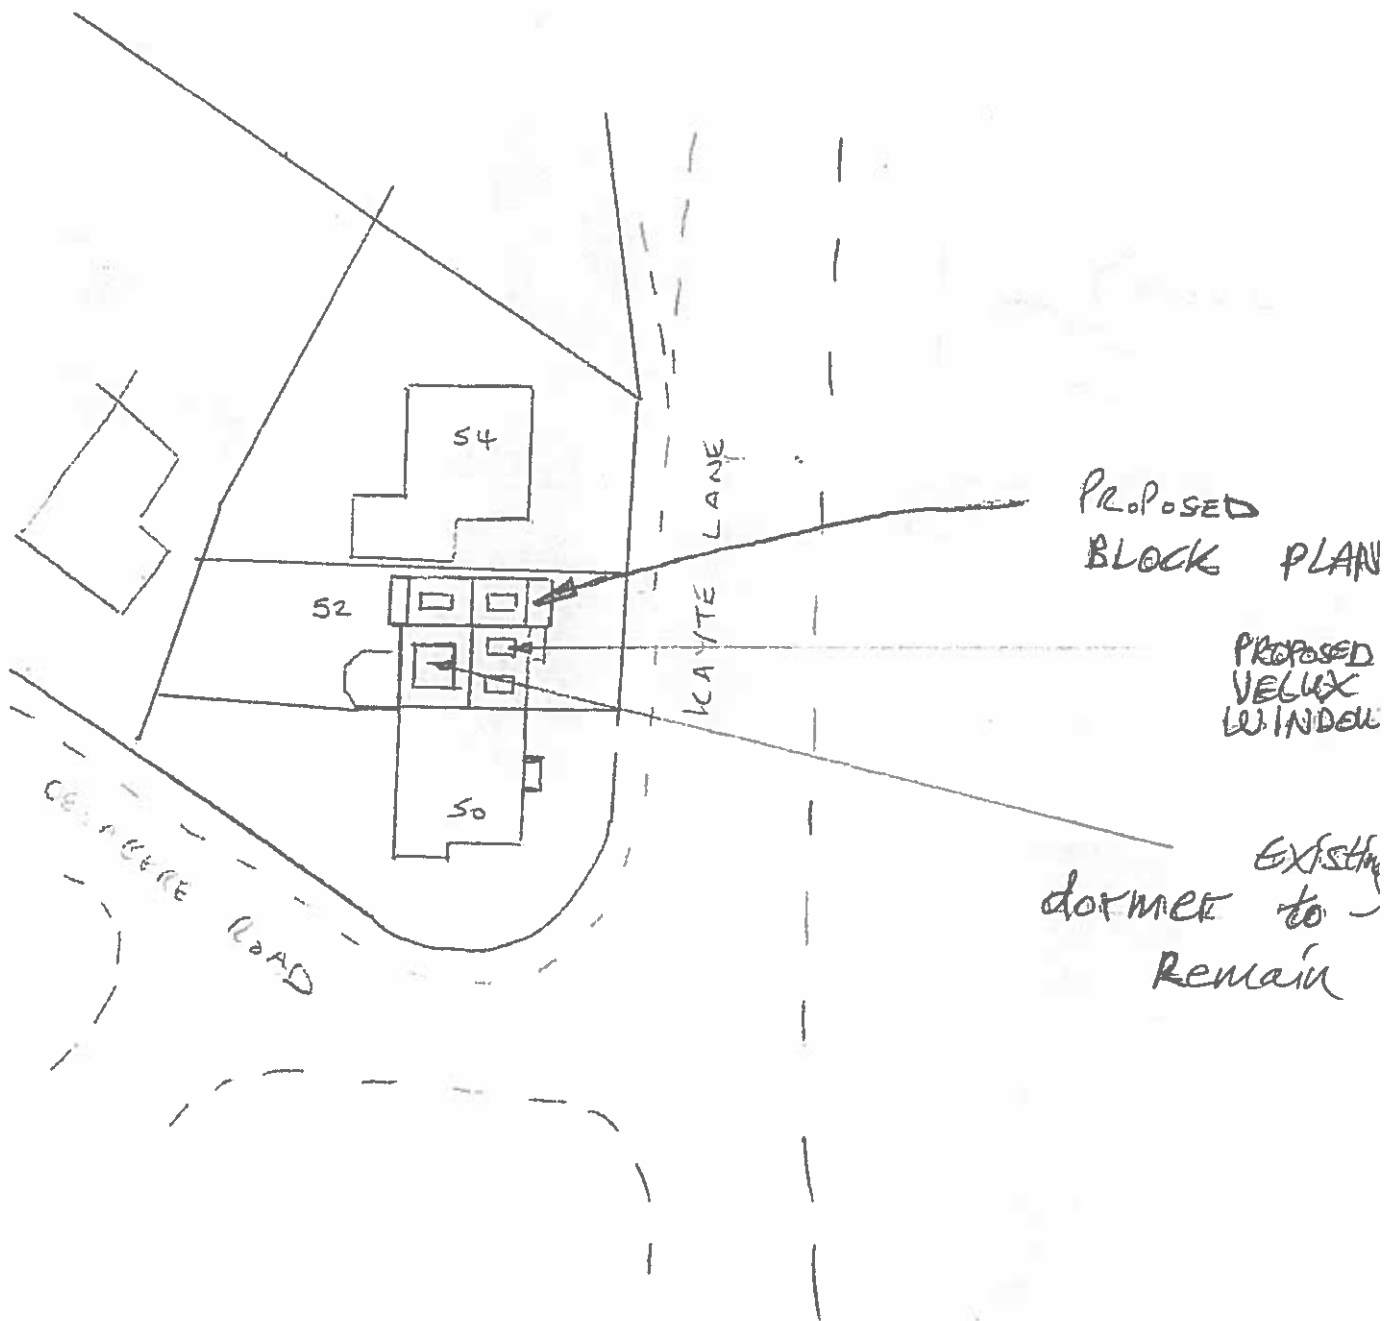 54
LANE
KAYTE
PROPOSED
BLOCK PLAN
52
PROPOSED
VELUX
WINDOW
50
ROAD
Existing
dormer to -
Remain